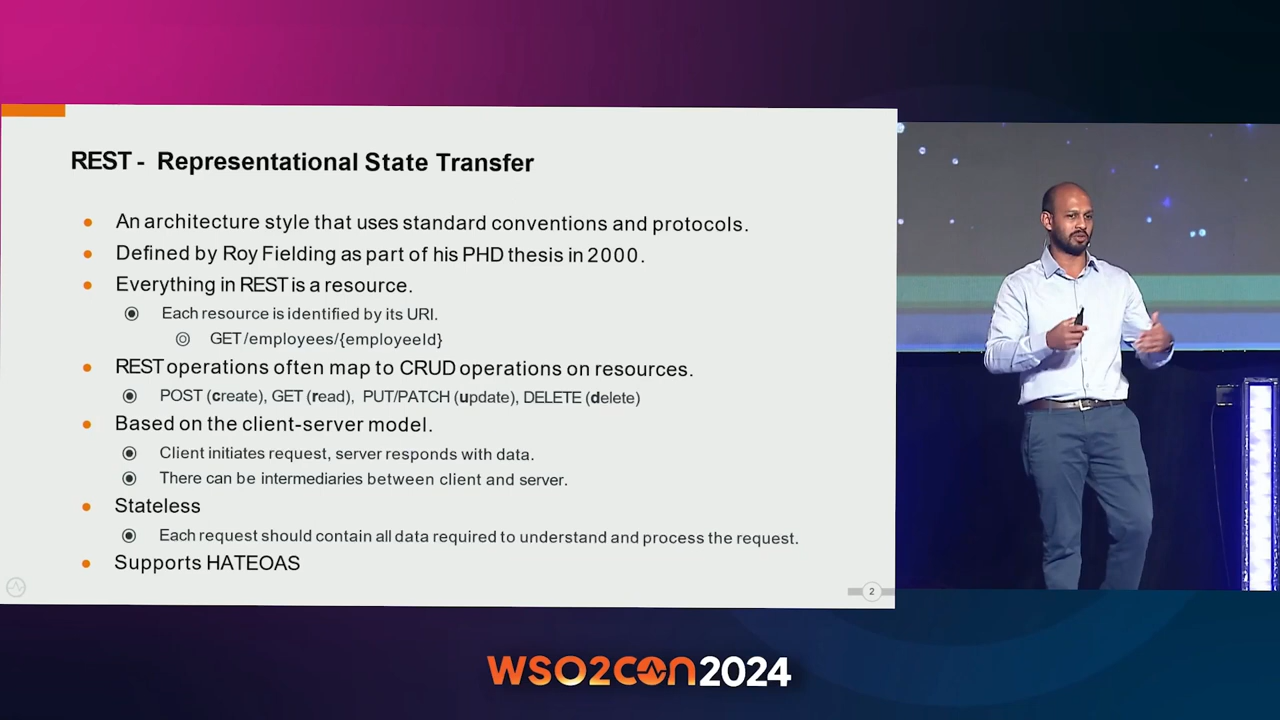 REST - Representational State Transfer
An architecture style that uses standard conventions and protocols.
Defined by Roy Fielding as part of his PHD thesis in 2000.
Everything in REST is a resource.
Each resource is identified by its URI.
GET /employees/{employeeId}
REST operations often map to CRUD operations on resources.
POST (create), GET (read), PUT/PATCH (update), DELETE (delete)
Based on the client-server model.
Client initiates request, server responds with data.
There can be intermediaries between client and server.
Stateless
Each request should contain all data required to understand and process the request.
Supports HATEOAS
2
WSO2CON2024